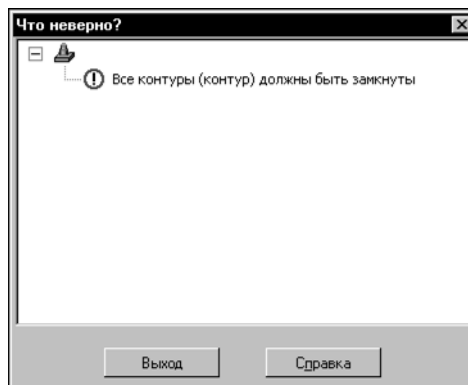 Что неверно?
Все контуры (контур) должны быть замкнуты
Выход
Справка